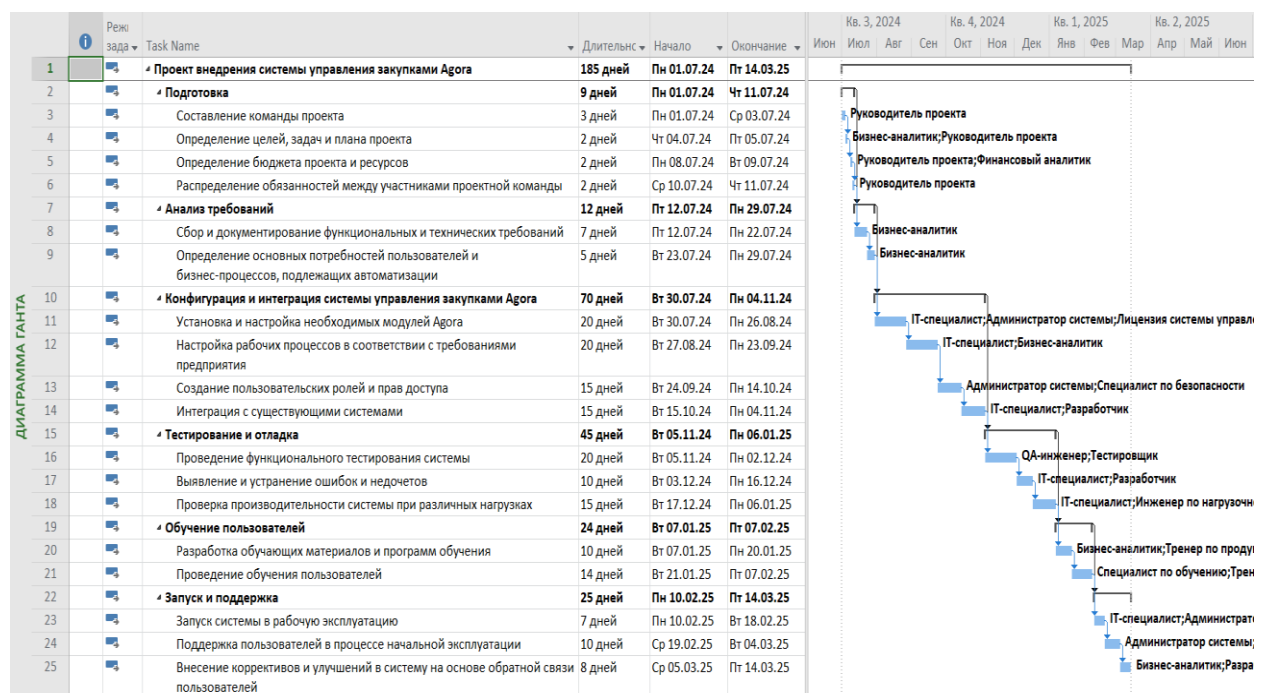 Кв. 3, 2024 Кв. 4, 2024 Кв. 1, 2025 Кв. 2, 2025
Режи
зада Task Name Длительнс Начало Окончание Июн Июл Авг Сен Окт Ноя Дек Янв Фев Мар Апр Май Июн
1 Проект внедрения системы управления закупками Agora 185 дней Пн 01.07.24 Пт 14.03.25
2 Подготовка 9 дней Пн 01.07.24 Чт 11.07.24
3 Составление команды проекта 3 дней Пн 01.07.24 Ср 03.07.24 Руководитель проекта
4 Определение целей, задач и плана проекта 2 дней Чт 04.07.24 Пт 05.07.24 Бизнес-аналитик;Руководитель проекта
5 Определение бюджета проекта и ресурсов 2 дней Пн 08.07.24 Вт 09.07.24 Руководитель проекта;Финансовый аналитик
6 Распределение обязанностей между участниками проектной команды 2 дней Ср 10.07.24 Чт 11.07.24 Руководитель проекта
7 Анализ требований 12 дней Пт 12.07.24 Пн 29.07.24
8 Сбор и документирование функциональных и технических требований 7 дней Пт 12.07.24 Пн 22.07.24 Бизнес-аналитик
9 Определение основных потребностей пользователей и 5 дней Вт 23.07.24 Пн 29.07.24 Бизнес-аналитик
бизнес-процессов, подлежащих автоматизации
10 Конфигурация и интеграция системы управления закупками Agora 70 дней Вт 30.07.24 Пн 04.11.24
11 Установка и настройка необходимых модулей Agora 20 дней Вт 30.07.24 Пн 26.08.24 IT-специалист;Администратор системы;Лицензия системы управл
12 Настройка рабочих процессов в соответствии с требованиями 20 дней Вт 27.08.24 Пн 23.09.24 IT-специалист;Бизнес-аналитик
предприятия
13 Создание пользовательских ролей и прав доступа 15 дней Вт 24.09.24 Пн 14.10.24 Администратор системы;Специалист по безопасности
14 Интеграция с существующими системами 15 дней Вт 15.10.24 Пн 04.11.24 IT-специалист;Разработчик
15 Тестирование и отладка 45 дней Вт 05.11.24 Пн 06.01.25
16 Проведение функционального тестирования системы 20 дней Вт 05.11.24 Пн 02.12.24 QA-инженер;Тестировщик
17 Выявление и устранение ошибок и недочетов 10 дней Вт 03.12.24 Пн 16.12.24 IT-специалист;Разработчик
18 Проверка производительности системы при различных нагрузках 15 дней Вт 17.12.24 Пн 06.01.25 IT-специалист;Инженер по нагрузочн
19 Обучение пользователей 24 дней Вт 07.01.25 Пт 07.02.25
20 Разработка обучающих материалов и программ обучения 10 дней Вт 07.01.25 Пн 20.01.25 Бизнес-аналитик;Тренер по проду
21 Проведение обучения пользователей 14 дней Вт 21.01.25 Пт 07.02.25 Специалист по обучению;Трен
22 Запуск и поддержка 25 дней Пн 10.02.25 Пт 14.03.25
23 Запуск системы в рабочую эксплуатацию 7 дней Пн 10.02.25 Вт 18.02.25 IT-специалист;Администрат
24 Поддержка пользователей в процессе начальной эксплуатации 10 дней Ср 19.02.25 Вт 04.03.25 Администратор системы;
25 Внесение коррективов и улучшений в систему на основе обратной связи 8 дней Ср 05.03.25 Пт 14.03.25 Бизнес-аналитик;Разра
пользователей
ДИАГРАММА ГАНТА